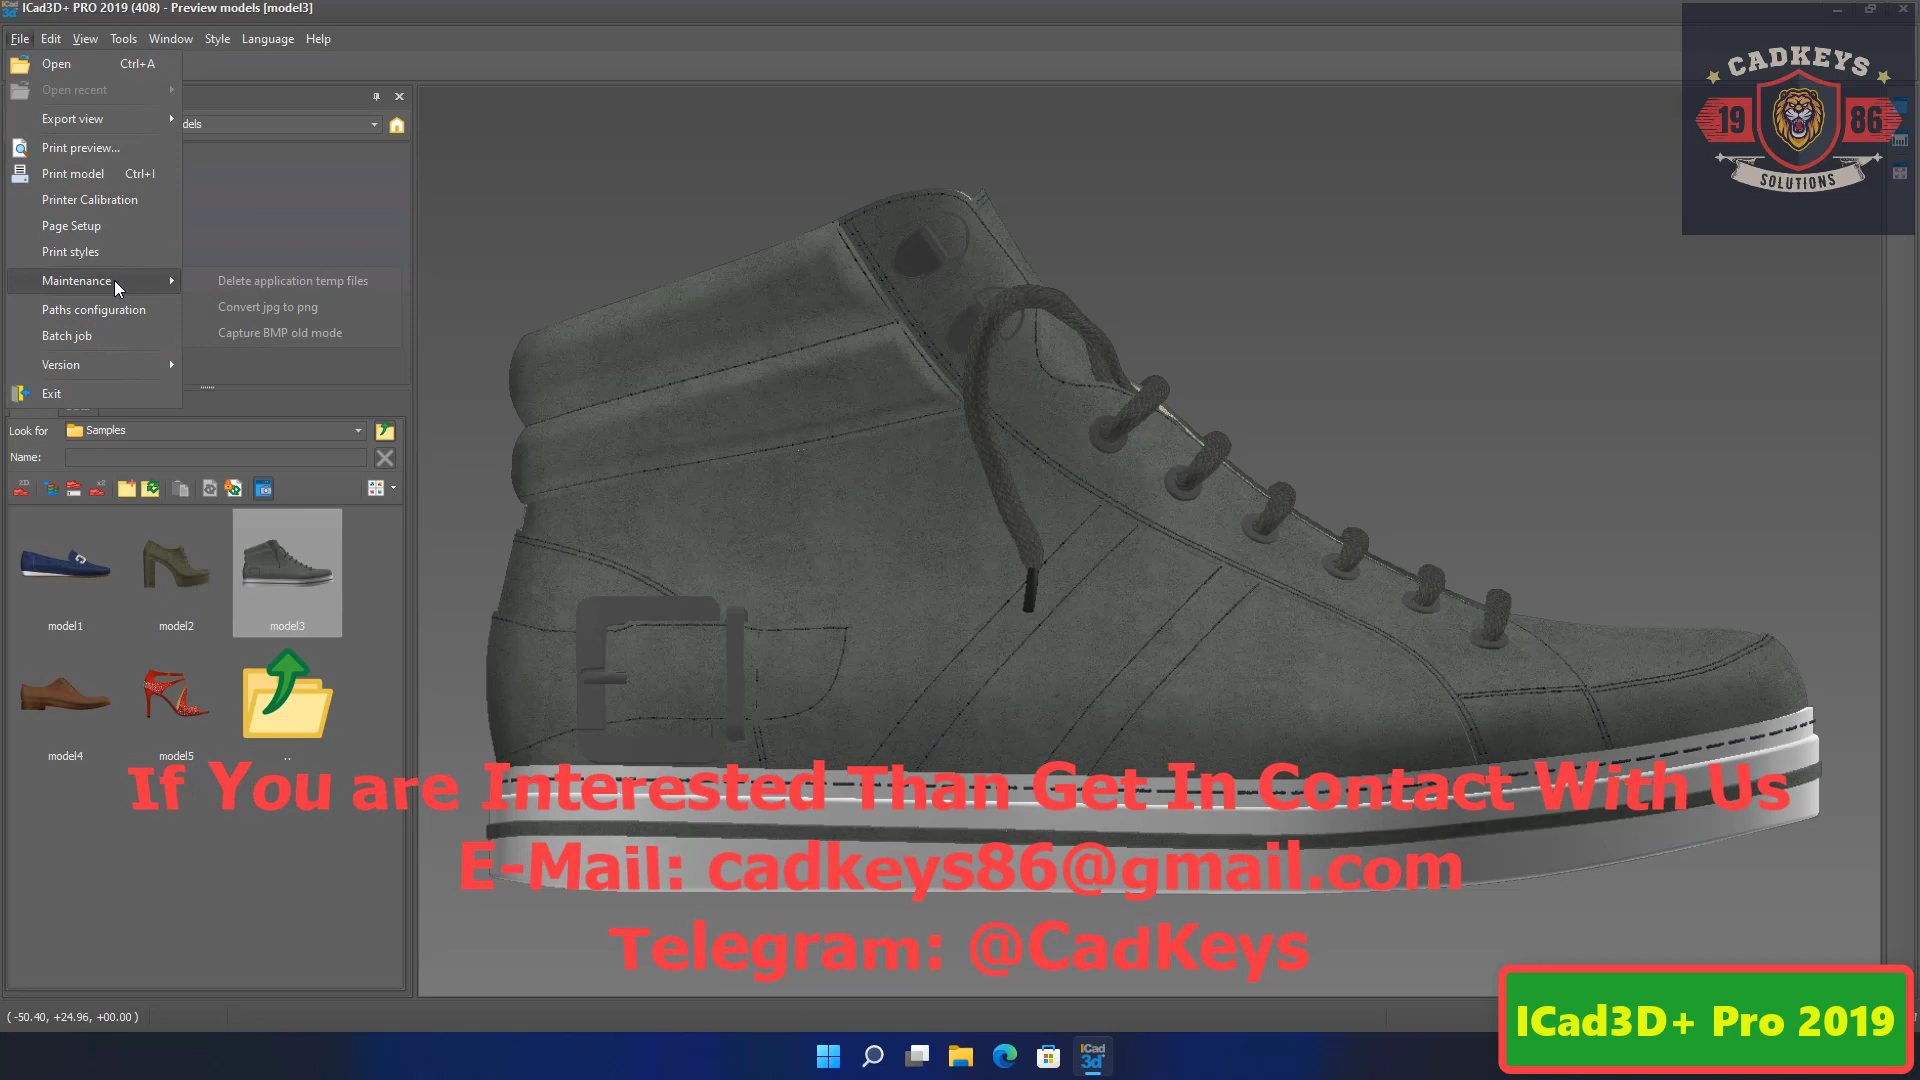 ICad3D+ PRO 2019 (408) - Preview models [model3]
File Edit View Tools Window Style Language Help
Open Ctrl+A
Open recent
Export view
Print preview...
Print model Ctrl+I
Printer Calibration
Page Setup
Print styles
Maintenance
Paths configuration
Batch job
Version
Exit
dels
Delete application temp files
Convert jpg to png
Capture BMP old mode
Look for Samples
Name:
model1 model2 model3
model4 model5 ..
CADKEYS
19 86
SOLUTIONS
If You are Interested Than Get In Contact With Us
E-Mail: cadkeys86@gmail.com
Telegram: @CadKeys
ICad3D+ Pro 2019
( -50.40, +24.96, +00.00 )
ICad
3d+